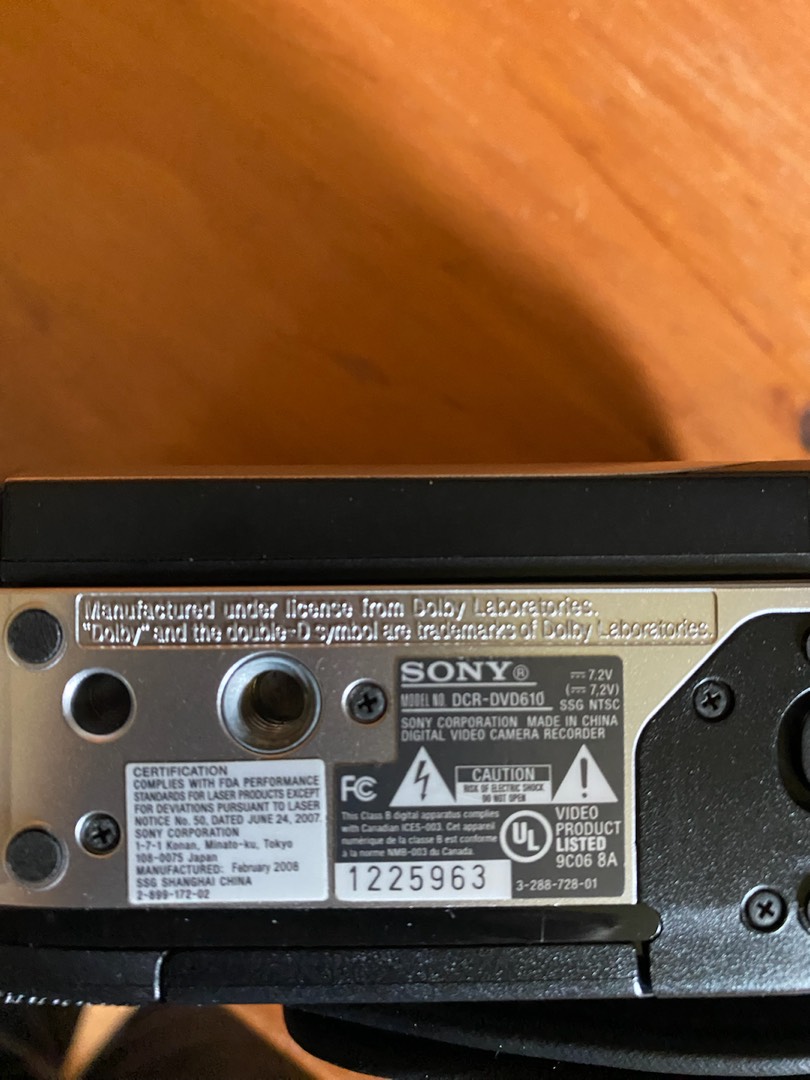 Manufactured under license from Dolby Laboratories.
"Dolby" and the double-D symbol are trademarks of Dolby Laboratories.
SONY®
MODEL NO. DCR-DVD610
⎓ 7.2V
(⎓ 7,2V)
SSG NTSC
SONY CORPORATION MADE IN CHINA
DIGITAL VIDEO CAMERA RECORDER
CERTIFICATION
COMPLIES WITH FDA PERFORMANCE
STANDARDS FOR LASER PRODUCTS EXCEPT
FOR DEVIATIONS PURSUANT TO LASER
NOTICE No. 50, DATED JUNE 24, 2007.
SONY CORPORATION
1-7-1 Konan, Minato-ku, Tokyo
108-0075 Japan
MANUFACTURED: February 2008
SSG SHANGHAI CHINA
2-899-172-02
FC
CAUTION
RISK OF ELECTRIC SHOCK
DO NOT OPEN
!
This Class B digital apparatus complies
with Canadian ICES-003. Cet appareil
numérique de la classe B est conforme
à la norme NMB-003 du Canada.
UL
®
VIDEO
PRODUCT
LISTED
9C06 8A
1225963
3-288-728-01